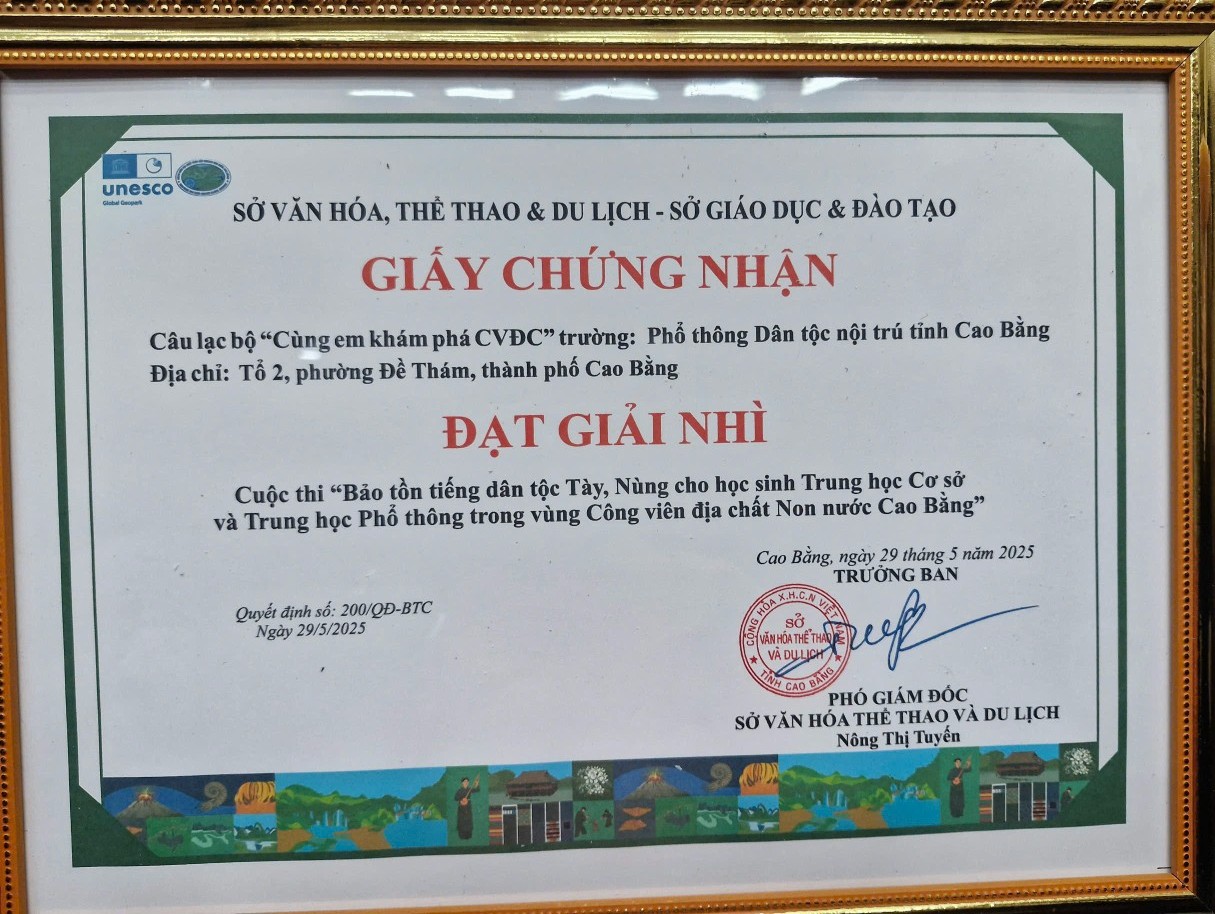 unesco
Global Geopark
SỞ VĂN HÓA, THỂ THAO & DU LỊCH - SỞ GIÁO DỤC & ĐÀO TẠO
GIẤY CHỨNG NHẬN
Câu lạc bộ “Cùng em khám phá CVĐC” trường: Phổ thông Dân tộc nội trú tỉnh Cao Bằng
Địa chỉ: Tổ 2, phường Đề Thám, thành phố Cao Bằng
ĐẠT GIẢI NHÌ
Cuộc thi “Bảo tồn tiếng dân tộc Tày, Nùng cho học sinh Trung học Cơ sở
và Trung học Phổ thông trong vùng Công viên địa chất Non nước Cao Bằng”
Cao Bằng, ngày 29 tháng 5 năm 2025
TRƯỞNG BAN
Quyết định số: 200/QĐ-BTC
Ngày 29/5/2025
CỘNG HÒA X.H.C.N VIỆT NAM
SỞ
VĂN HÓA THỂ THAO
VÀ DU LỊCH
TỈNH CAO BẰNG
PHÓ GIÁM ĐỐC
SỞ VĂN HÓA THỂ THAO VÀ DU LỊCH
Nông Thị Tuyến